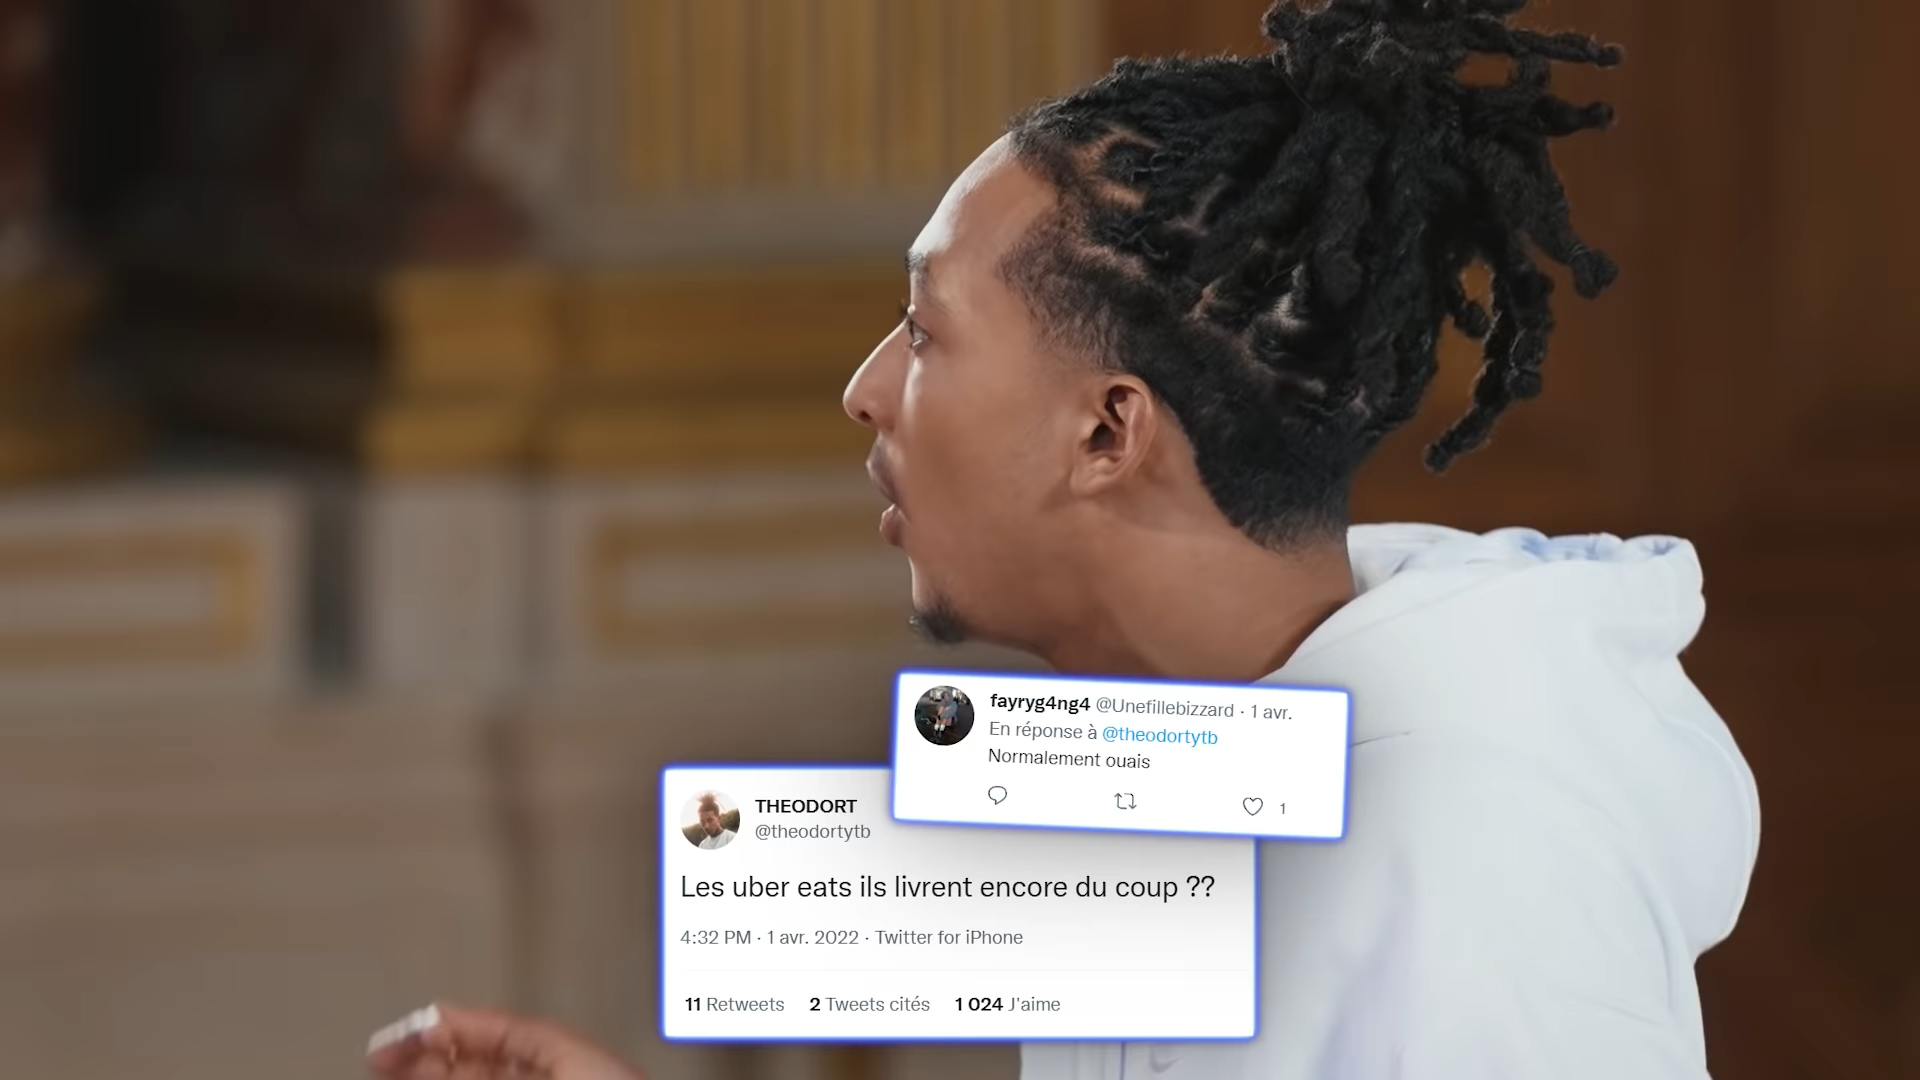 fayryg4ng4 @Unefillebizzard · 1 avr.
En réponse à @theodortytb
Normalement ouais
1
THEODORT
@theodortytb
Les uber eats ils livrent encore du coup ??
4:32 PM · 1 avr. 2022 · Twitter for iPhone
11 Retweets 2 Tweets cités 1 024 J'aime